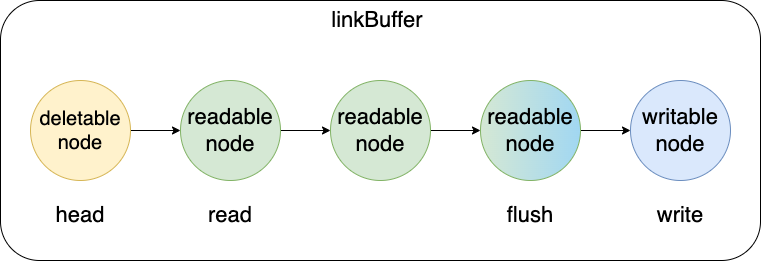 linkBuffer
deletable
node
readable
node
readable
node
readable
node
writable
node
head
read
flush
write